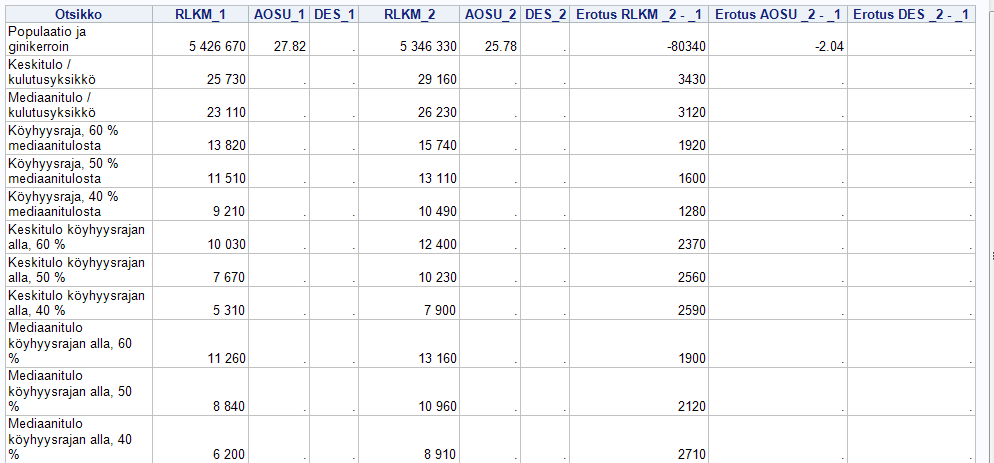 Otsikko RLKM_1 AOSU_1 DES_1 RLKM_2 AOSU_2 DES_2 Erotus RLKM _2 - _1 Erotus AOSU _2 - _1 Erotus DES _2 - _1
Populaatio ja
ginikerroin 5 426 670 27.82 . 5 346 330 25.78 . -80340 -2.04 .
Keskitulo /
kulutusyksikkö 25 730 . . 29 160 . . 3430 . .
Mediaanitulo /
kulutusyksikkö 23 110 . . 26 230 . . 3120 . .
Köyhyysraja, 60 %
mediaanitulosta 13 820 . . 15 740 . . 1920 . .
Köyhyysraja, 50 %
mediaanitulosta 11 510 . . 13 110 . . 1600 . .
Köyhyysraja, 40 %
mediaanitulosta 9 210 . . 10 490 . . 1280 . .
Keskitulo köyhyysrajan
alla, 60 % 10 030 . . 12 400 . . 2370 . .
Keskitulo köyhyysrajan
alla, 50 % 7 670 . . 10 230 . . 2560 . .
Keskitulo köyhyysrajan
alla, 40 % 5 310 . . 7 900 . . 2590 . .
Mediaanitulo
köyhyysrajan alla, 60
% 11 260 . . 13 160 . . 1900 . .
Mediaanitulo
köyhyysrajan alla, 50
% 8 840 . . 10 960 . . 2120 . .
Mediaanitulo
köyhyysrajan alla, 40
% 6 200 . . 8 910 . . 2710 . .